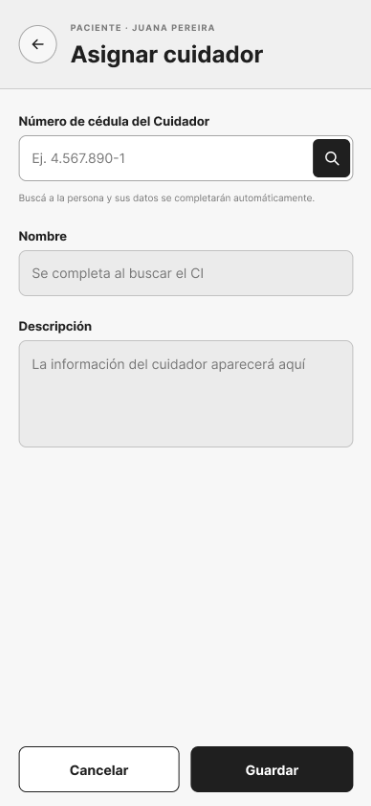 PACIENTE · JUANA PEREIRA
Asignar cuidador
Número de cédula del Cuidador
Ej. 4.567.890-1
Buscá a la persona y sus datos se completarán automáticamente.
Nombre
Se completa al buscar el CI
Descripción
La información del cuidador aparecerá aquí
Cancelar
Guardar